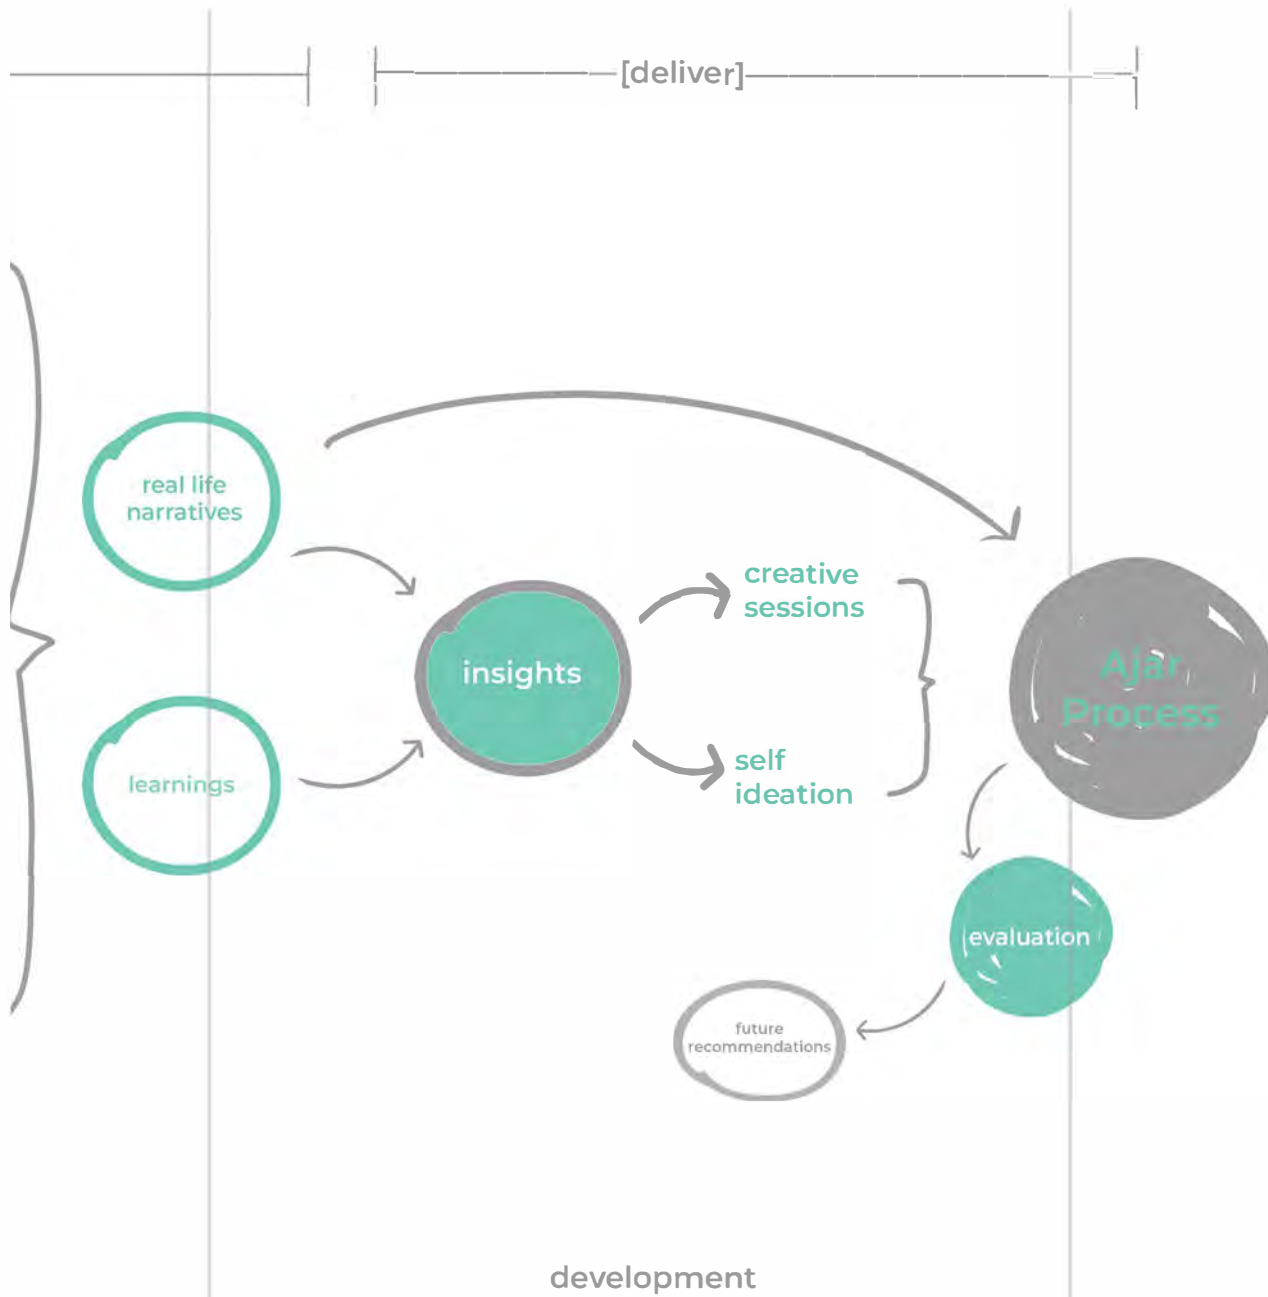 [deliver]
real life
narratives
learnings
insights
creative
sessions
self
ideation
Ajar
Process
evaluation
future
recommendations
development